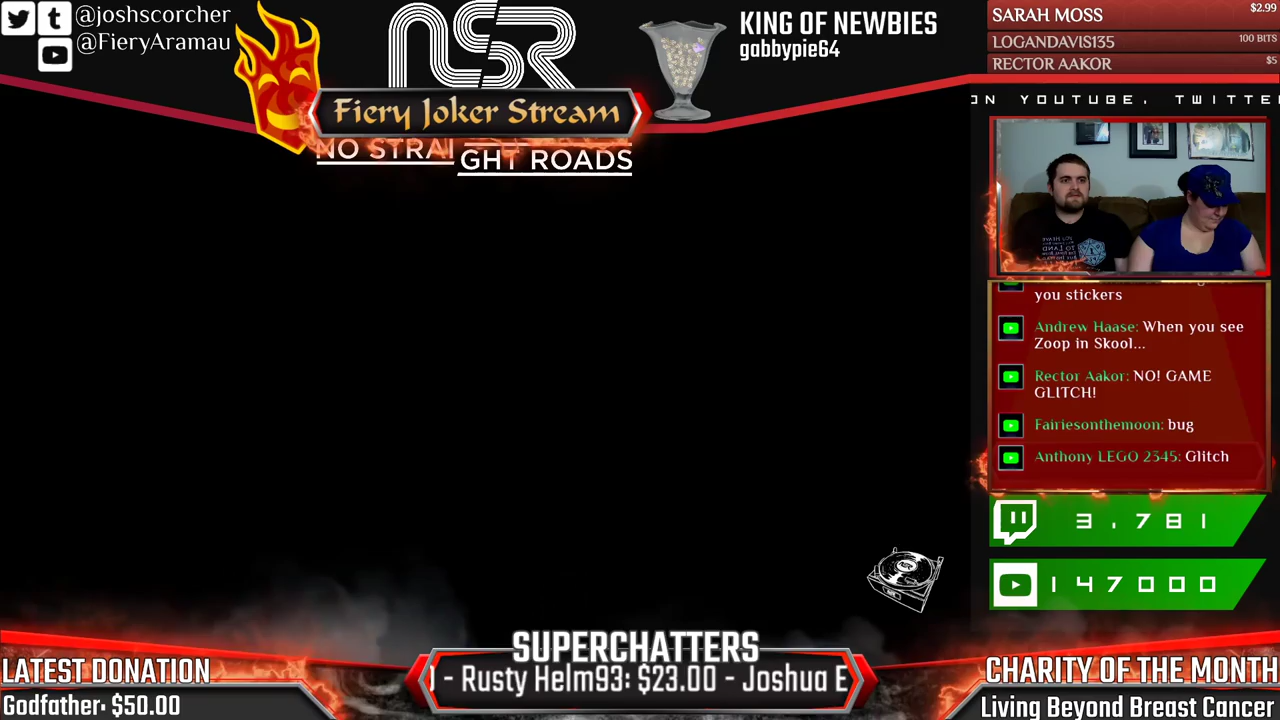 @joshscorcher
@FieryAramau
NSR
Fiery Joker Stream
NO STRAIGHT ROADS
KING OF NEWBIES
gabbypie64
SARAH MOSS $2.99
LOGANDAVIS135 100 BITS
RECTOR AAKOR $5
ON YOUTUBE, TWITTE
you stickers
Andrew Haase: When you see
Zoop in Skool...
Rector Aakor: NO! GAME
GLITCH!
Fairiesonthemoon: bug
Anthony LEGO 2345: Glitch
3,781
147000
SUPERCHATTERS
- Rusty Helm93: $23.00 - Joshua E
LATEST DONATION
Godfather: $50.00
CHARITY OF THE MONTH
Living Beyond Breast Cancer